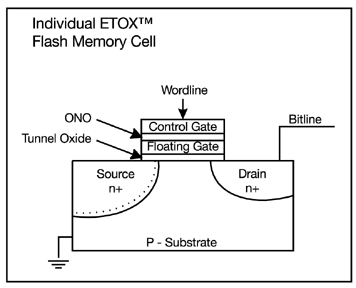 Individual ETOX™
Flash Memory Cell
Wordline
ONO
Control Gate
Bitline
Tunnel Oxide
Floating Gate
Source
n+
Drain
n+
P - Substrate